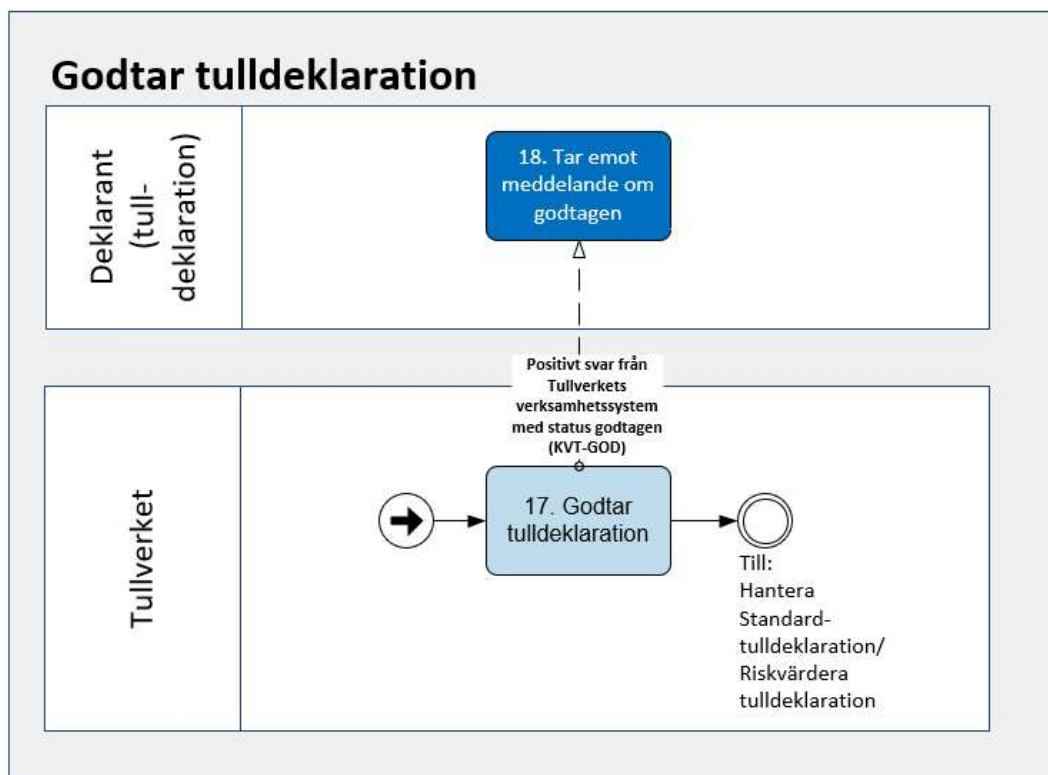 Godtar tulldeklaration
Deklarant
(tull-
deklaration)
18. Tar emot
meddelande om
godtagen
Positivt svar från
Tullverkets
verksamhetssystem
med status godtagen
(KVT-GOD)
Tullverket
17. Godtar
tulldeklaration
Till:
Hantera
Standard-
tulldeklaration/
Riskvärdera
tulldeklaration